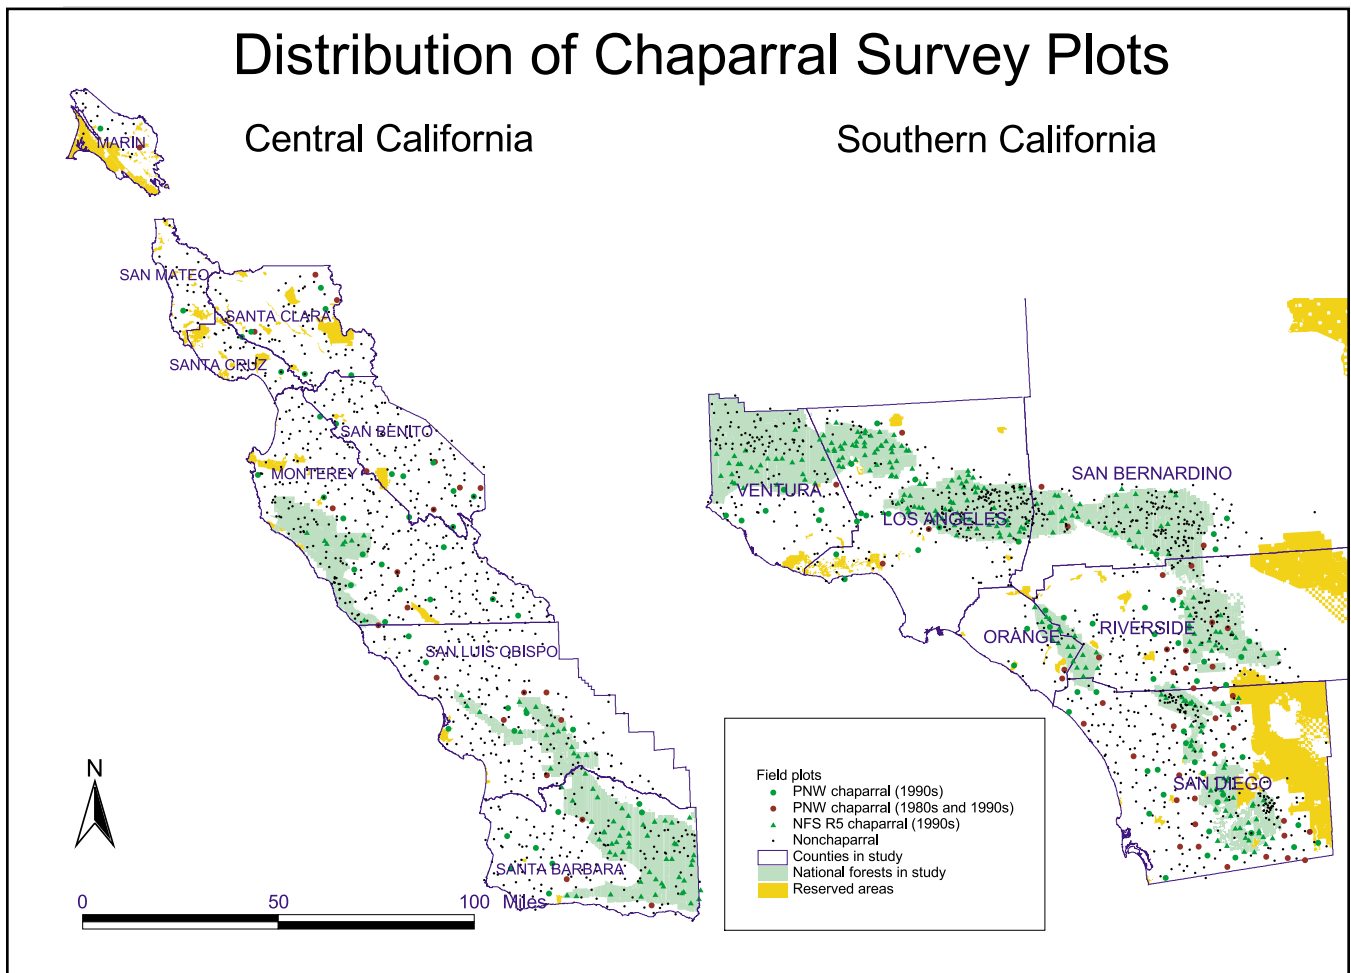 Distribution of Chaparral Survey Plots
Central California
Southern California
MARIN
SAN MATEO
SANTA CLARA
SANTA CRUZ
SAN BENITO
MONTEREY
SAN LUIS OBISPO
SANTA BARBARA
SAN BERNARDINO
VENTURA
LOS ANGELES
ORANGE
RIVERSIDE
SAN DIEGO
N
0 50 100 Miles
Field plots
PNW chaparral (1990s)
PNW chaparral (1980s and 1990s)
NFS R5 chaparral (1990s)
Nonchaparral
Counties in study
National forests in study
Reserved areas